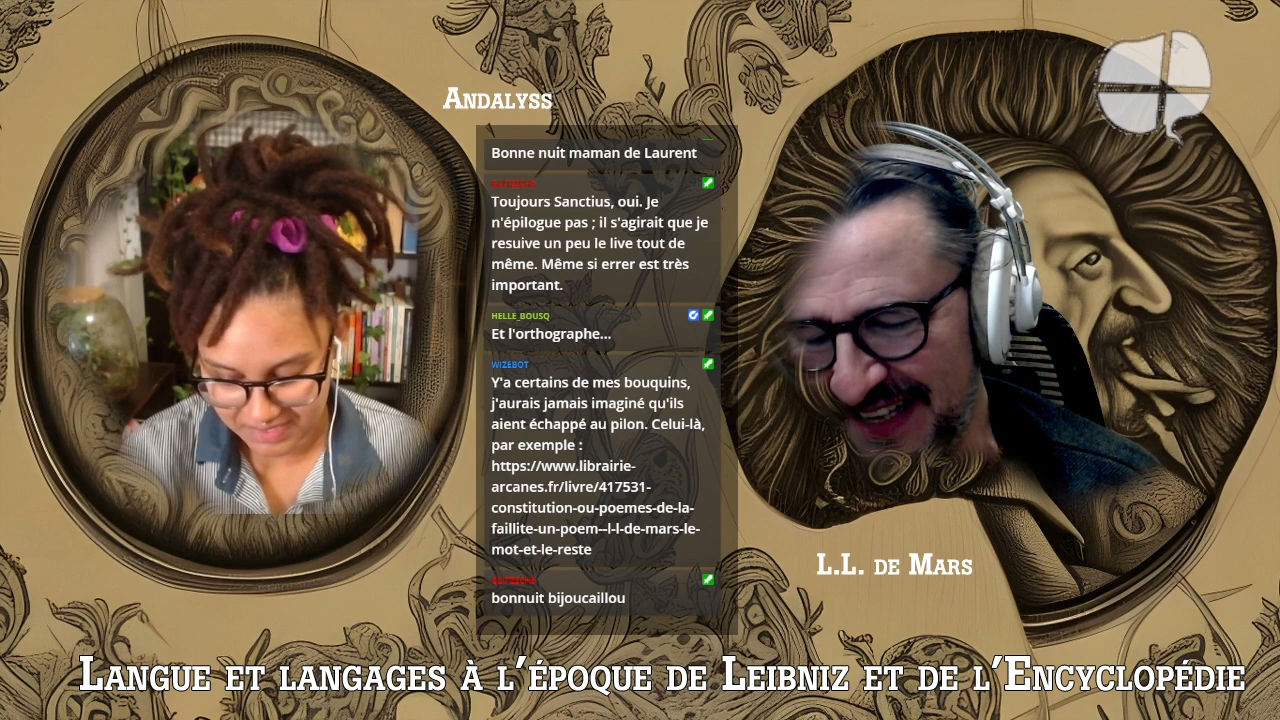 Andalyss
Bonne nuit maman de Laurent
Toujours Sanctius, oui. Je
n'épilogue pas ; il s'agirait que je
resuive un peu le live tout de
même. Même si errer est très
important.
HELLE_BOUSQ
Et l'orthographe...
WIZEBOT
Y'a certains de mes bouquins,
j'aurais jamais imaginé qu'ils
aient échappé au pilon. Celui-là,
par exemple :
https://www.librairie-
arcanes.fr/livre/417531-
constitution-ou-poemes-de-la-
faillite-un-poem--l-l-de-mars-le-
mot-et-le-reste
bonnuit bijoucaillou
L.L. de Mars
Langue et langages à l'époque de Leibniz et de l'Encyclopédie